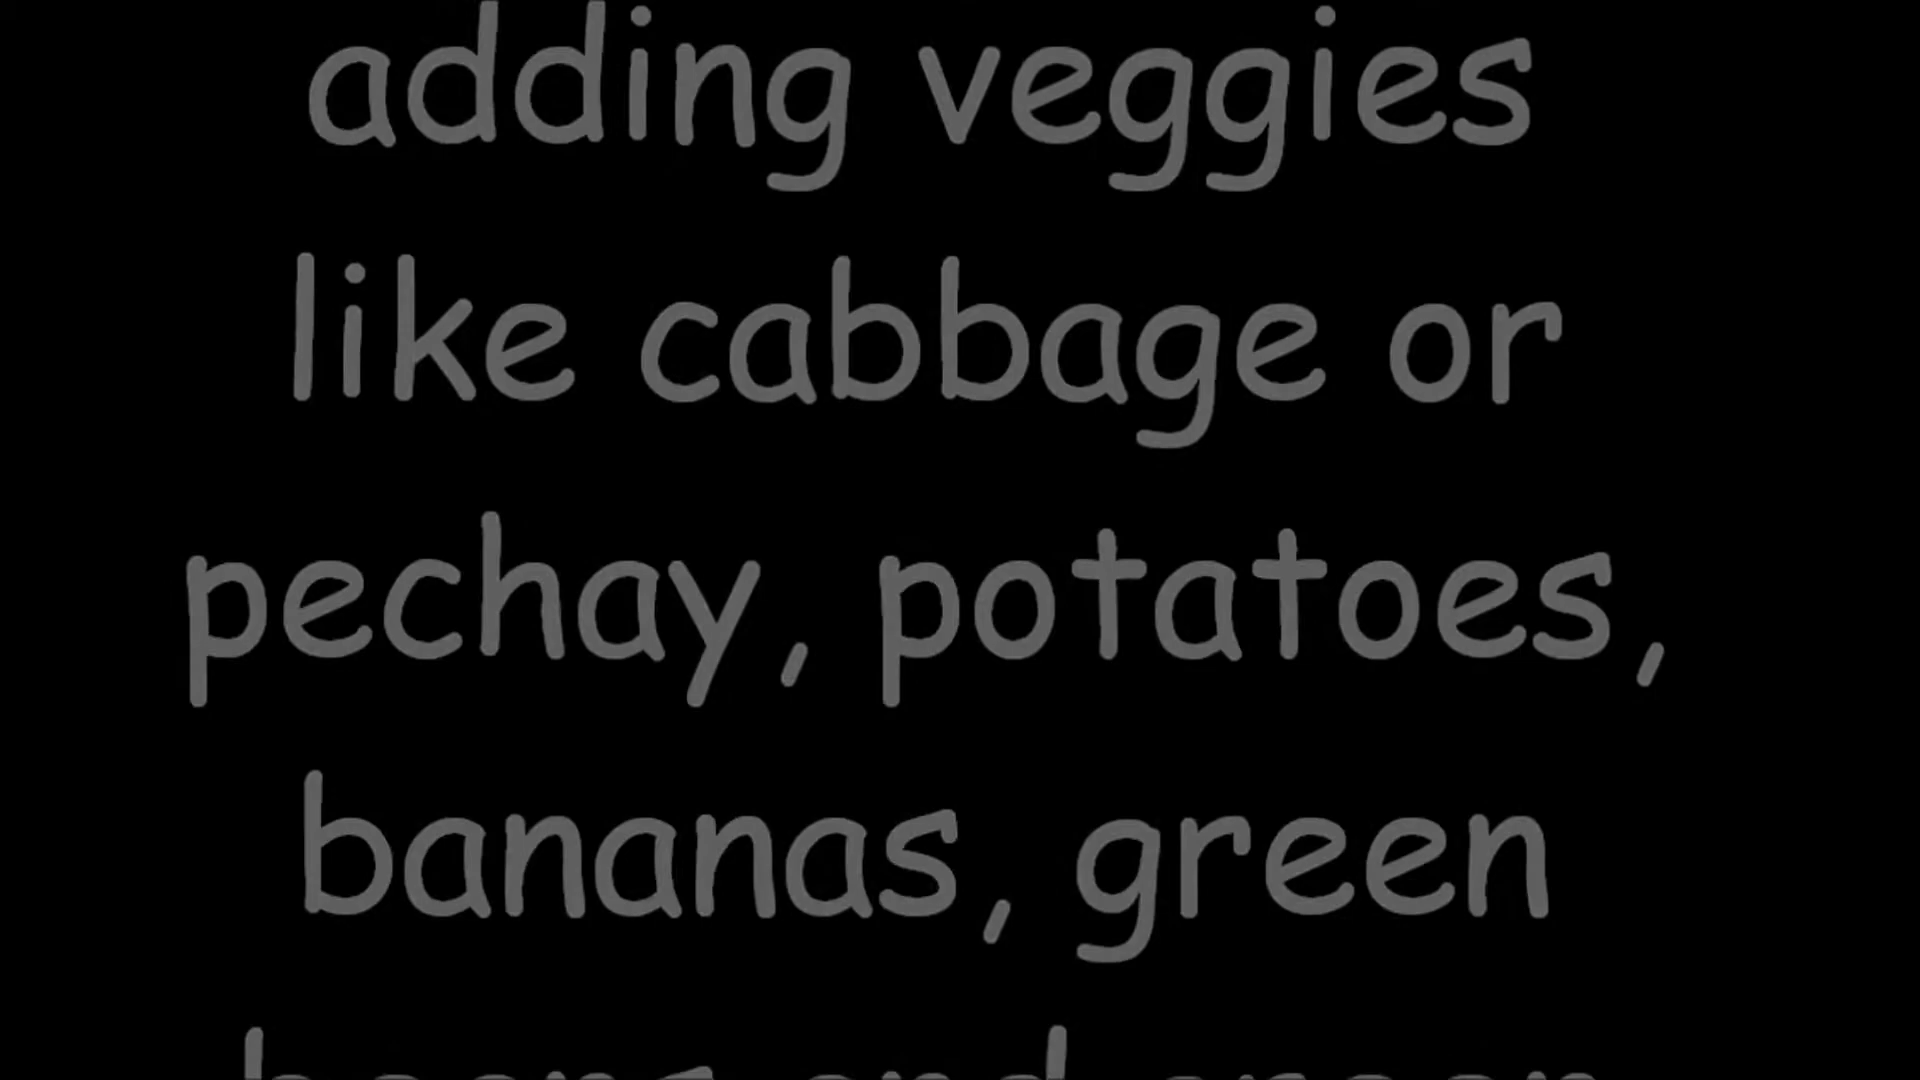 adding veggies
like cabbage or
pechay, potatoes,
bananas, green